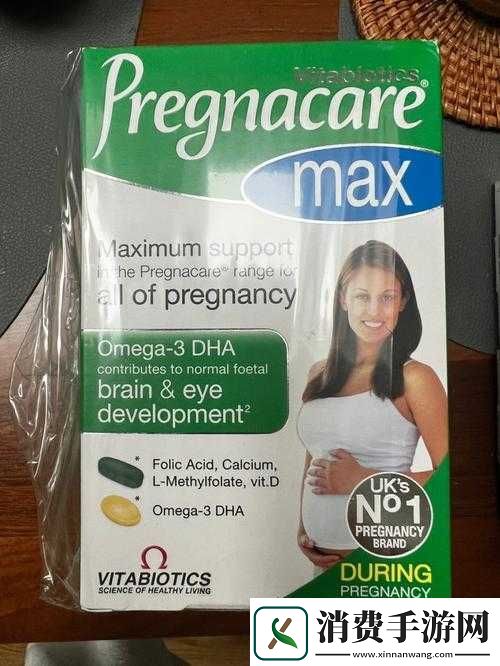 Vitabiotics
Pregnacare®
max
Maximum support
in the Pregnacare® range for
all of pregnancy
Omega-3 DHA
contributes to normal foetal
brain & eye
development²
* Folic Acid, Calcium,
L-Methylfolate, vit.D
* Omega-3 DHA
UK's
Nº1
PREGNANCY
BRAND
VITABIOTICS
SCIENCE OF HEALTHY LIVING
DURING
PREGNANCY
消费手游网
www.xinnanwang.com